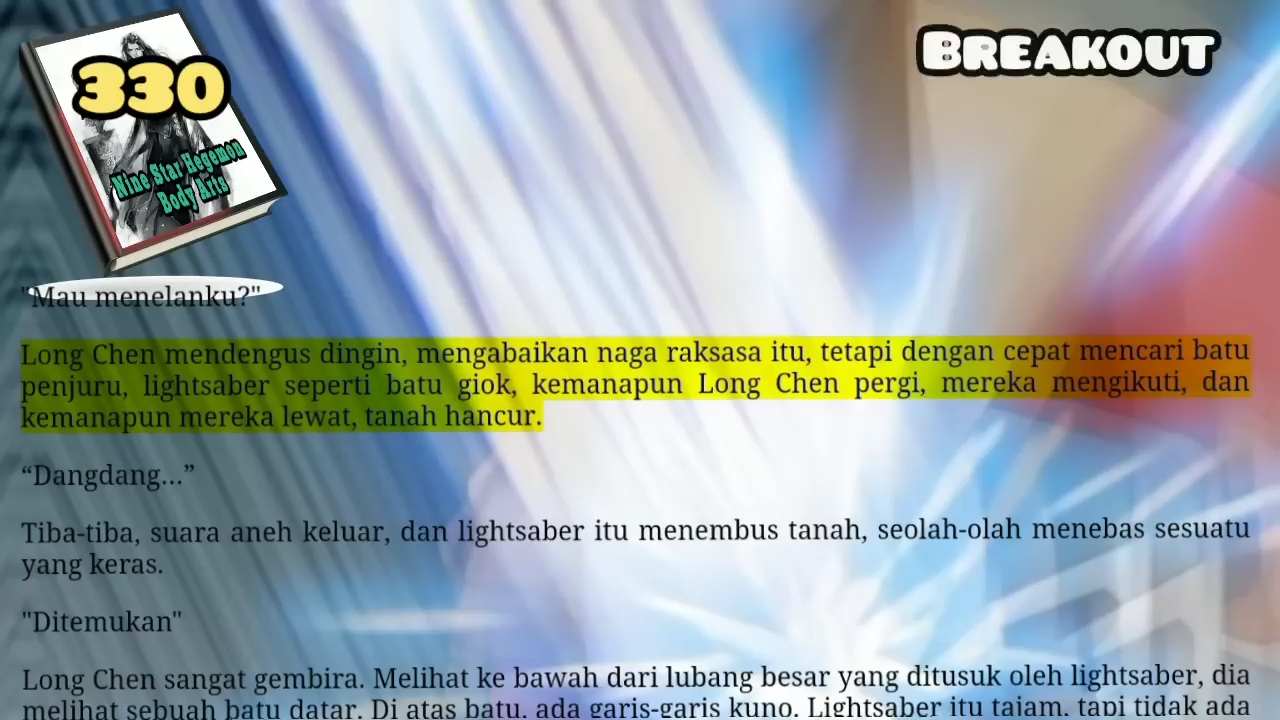 330
BREAKOUT
Nine Star Hegemon
Body Arts
"Mau menelanku?"
Long Chen mendengus dingin, mengabaikan naga raksasa itu, tetapi dengan cepat mencari batu
penjuru, lightsaber seperti batu giok, kemanapun Long Chen pergi, mereka mengikuti, dan
kemanapun mereka lewat, tanah hancur.
“Dangdang...”
Tiba-tiba, suara aneh keluar, dan lightsaber itu menembus tanah, seolah-olah menebas sesuatu
yang keras.
"Ditemukan"
Long Chen sangat gembira. Melihat ke bawah dari lubang besar yang ditusuk oleh lightsaber, dia
melihat sebuah batu datar. Di atas batu, ada garis-garis kuno. Lightsaber itu tajam, tapi tidak ada